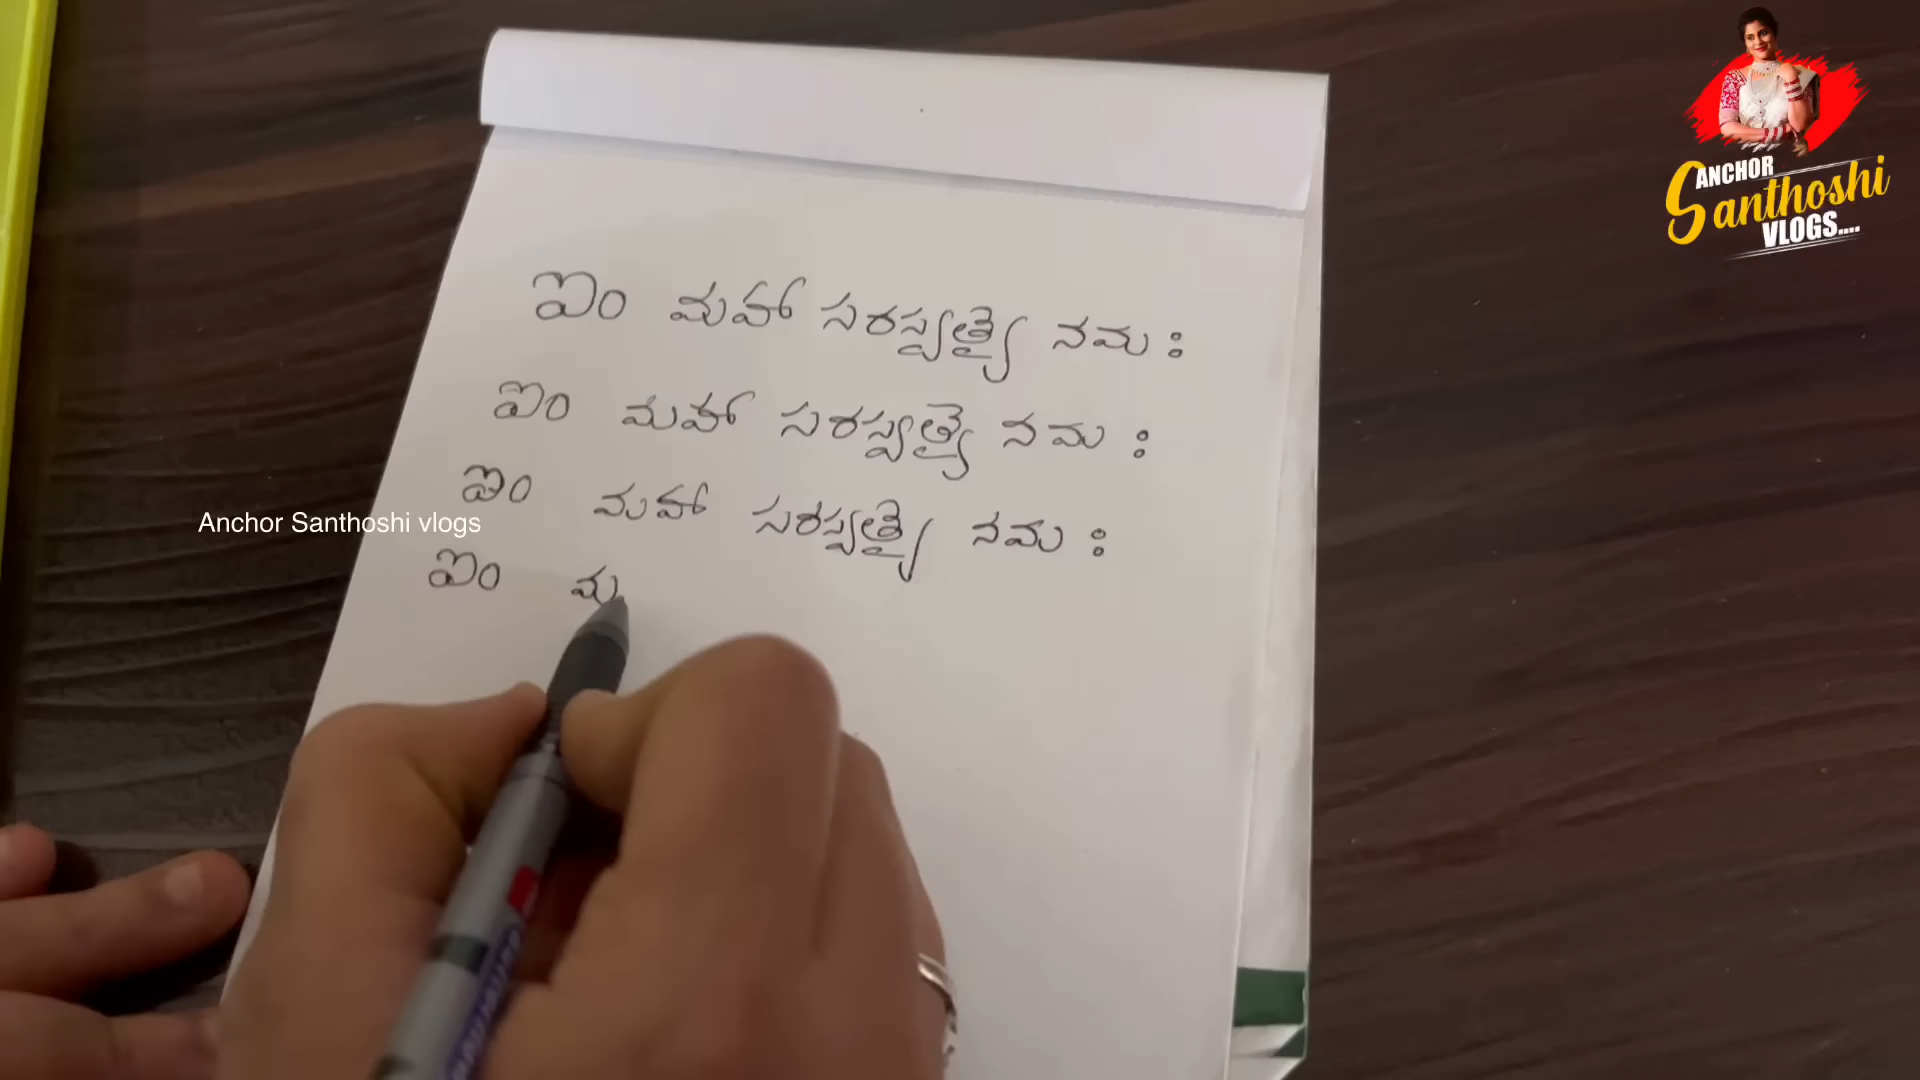 ఐం మహా సరస్వత్యై నమః
ఐం మహా సరస్వత్యై నమః
ఐం మహా సరస్వత్యై నమః
ఐం మ
Anchor Santhoshi vlogs
ANCHOR
Santhoshi
VLOGS....